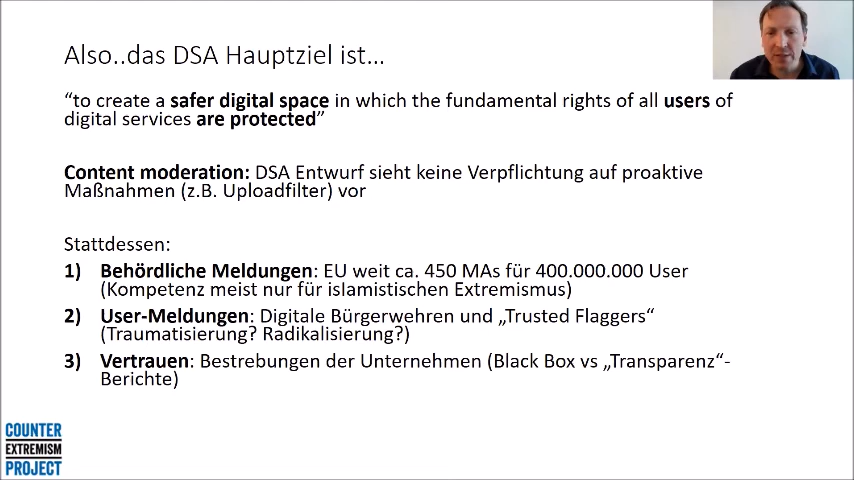 Also..das DSA Hauptziel ist…
“to create a safer digital space in which the fundamental rights of all users of
digital services are protected”
Content moderation: DSA Entwurf sieht keine Verpflichtung auf proaktive
Maßnahmen (z.B. Uploadfilter) vor
Stattdessen:
1) Behördliche Meldungen: EU weit ca. 450 MAs für 400.000.000 User
(Kompetenz meist nur für islamistischen Extremismus)
2) User-Meldungen: Digitale Bürgerwehren und „Trusted Flaggers“
(Traumatisierung? Radikalisierung?)
3) Vertrauen: Bestrebungen der Unternehmen (Black Box vs „Transparenz“-
Berichte)
COUNTER
EXTREMISM
PROJECT